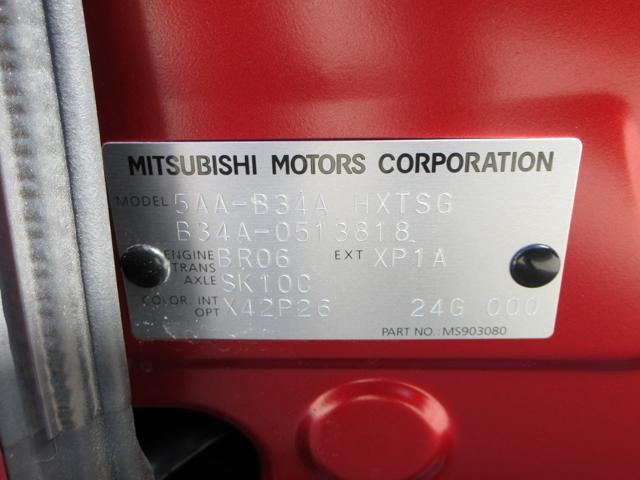 MITSUBISHI MOTORS CORPORATION
MODEL 5AA-B34A HXTSG
B34A-0513818
ENGINE BR06 EXT XP1A
TRANS AXLE SK10C
COLOR, INT OPT X42P26 24G 000
PART NO.:MS903080